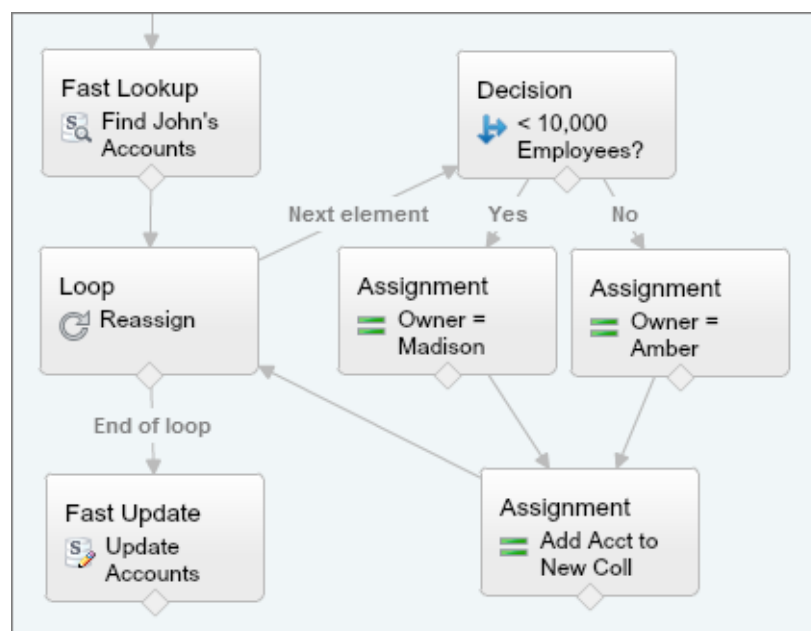 Fast Lookup
Find John's
Accounts
Decision
< 10,000
Employees?
Next element
Yes
No
Loop
Reassign
Assignment
Owner =
Madison
Assignment
Owner =
Amber
End of loop
Fast Update
Update
Accounts
Assignment
Add Acct to
New Coll